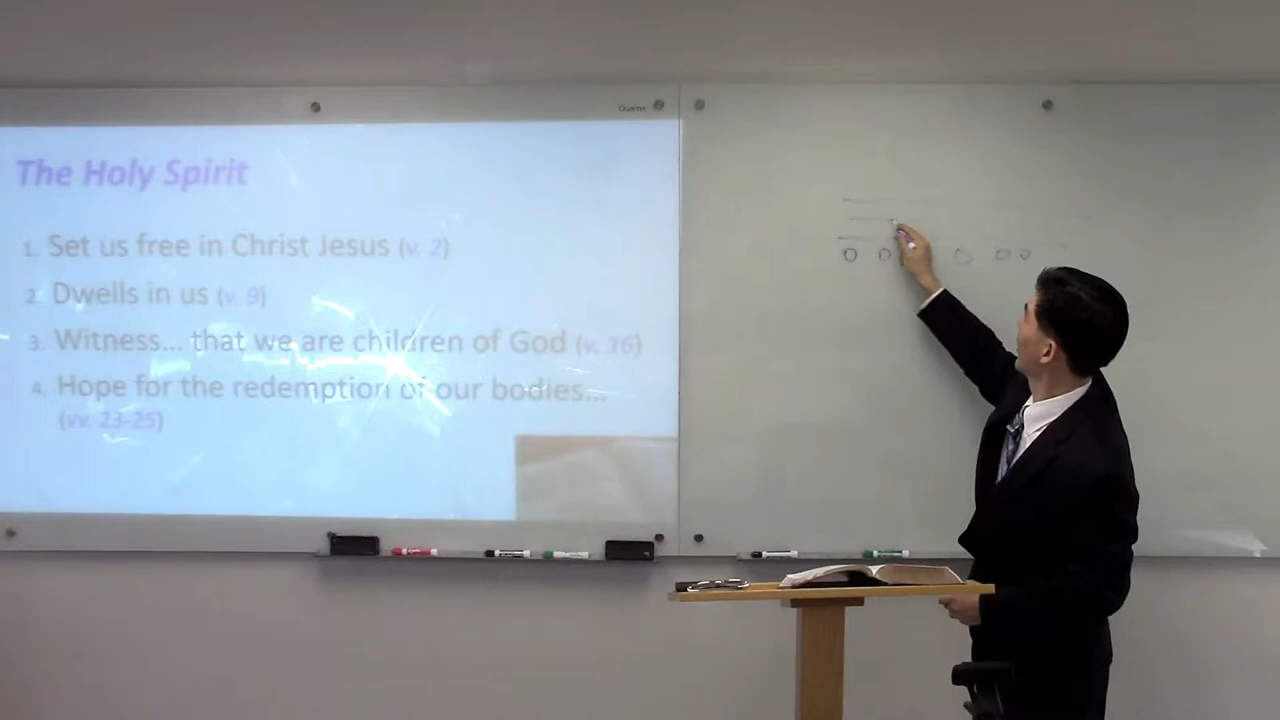 Quartet
The Holy Spirit
1. Set us free in Christ Jesus (v. 2)
2. Dwells in us (v. 9)
3. Witness... that we are children of God (v. 16)
4. Hope for the redemption of our bodies...
(vv. 23-25)